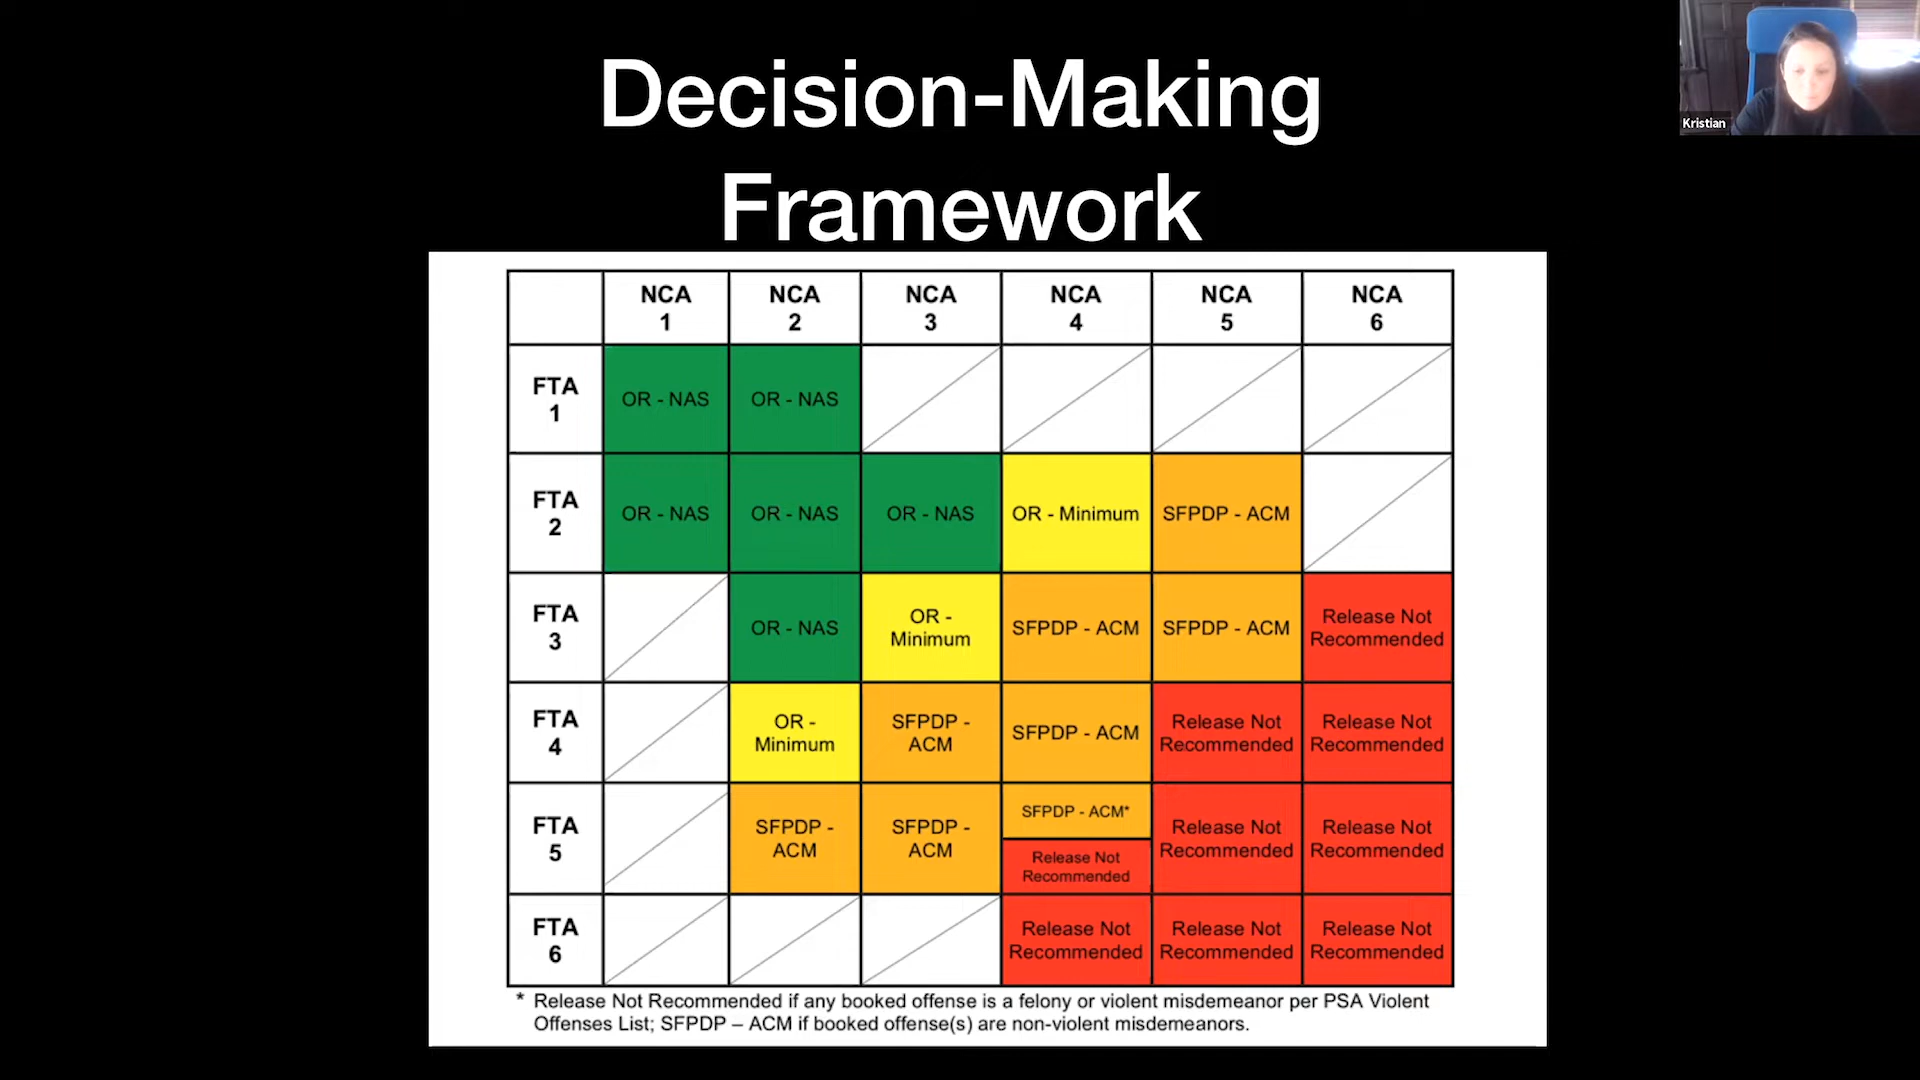 Decision-Making
Framework
Kristian
NCA 1 NCA 2 NCA 3 NCA 4 NCA 5 NCA 6
FTA 1 OR - NAS OR - NAS
FTA 2 OR - NAS OR - NAS OR - NAS OR - Minimum SFPDP - ACM
FTA 3 OR - NAS OR - Minimum SFPDP - ACM SFPDP - ACM Release Not Recommended
FTA 4 OR - Minimum SFPDP - ACM SFPDP - ACM Release Not Recommended Release Not Recommended
FTA 5 SFPDP - ACM SFPDP - ACM SFPDP - ACM* Release Not Recommended Release Not Recommended Release Not Recommended
FTA 6 Release Not Recommended Release Not Recommended Release Not Recommended
* Release Not Recommended if any booked offense is a felony or violent misdemeanor per PSA Violent
Offenses List; SFPDP – ACM if booked offense(s) are non-violent misdemeanors.